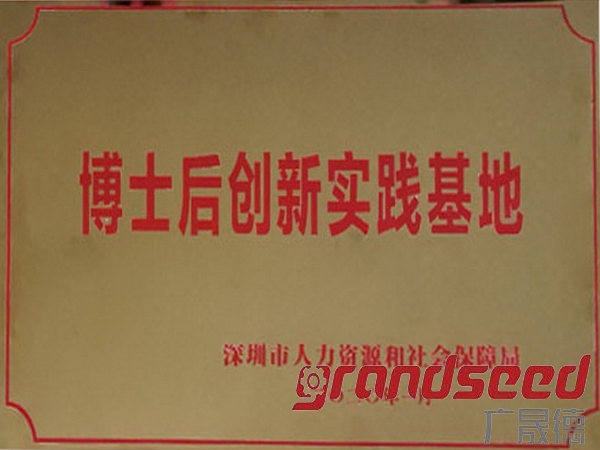 博士后创新实践基地
深圳市人力资源和社会保障局
grandseed
广晟德